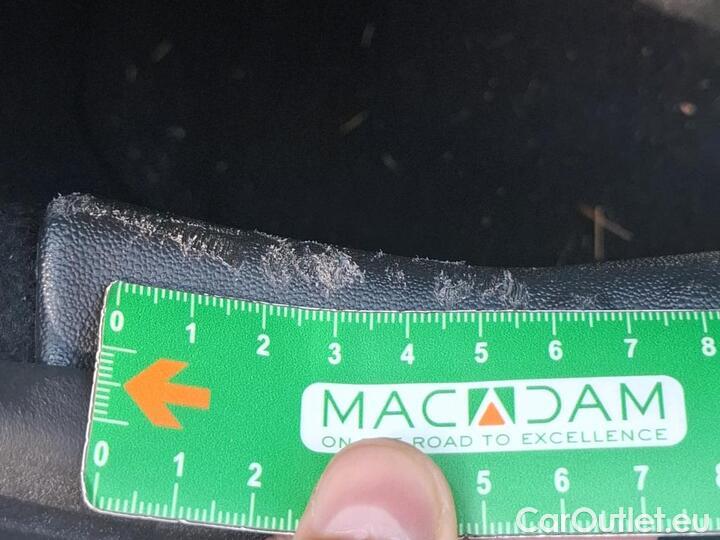 0 1 2 3 4 5 6 7 8
MACADAM
ROAD TO EXCELLENCE
0 1 2 5 6 7 8
CarOutlet.eu